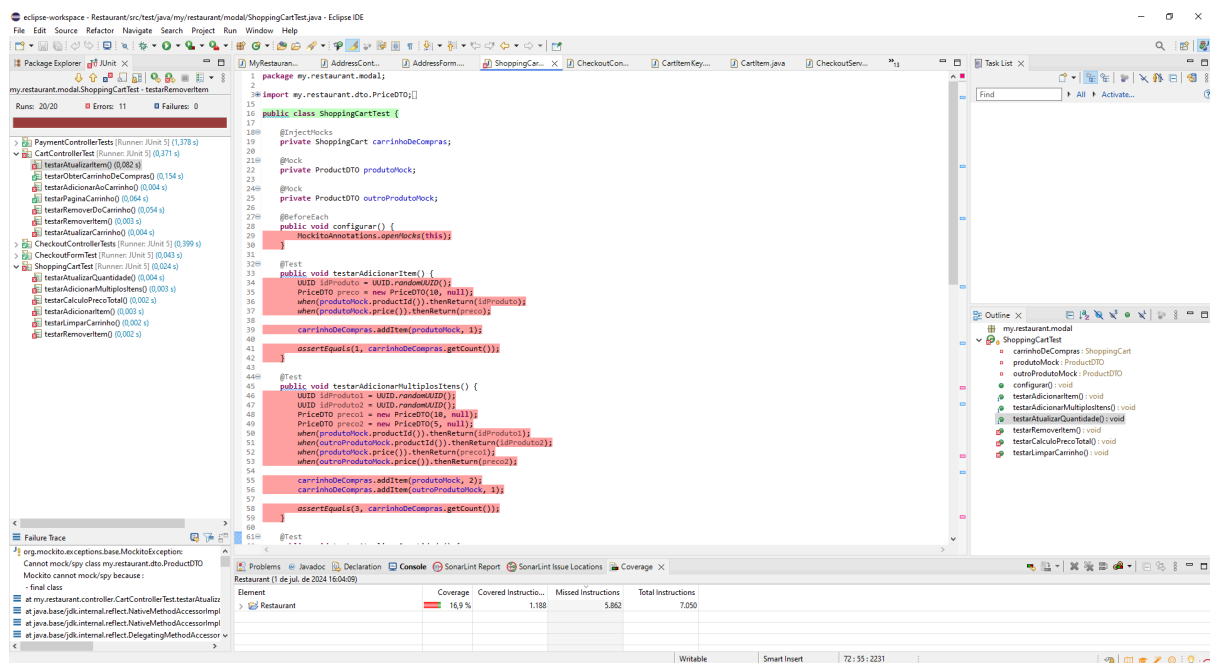 eclipse-workspace - Restaurant/src/test/java/my/restaurant/modal/ShoppingCartTest.java - Eclipse IDE
File Edit Source Refactor Navigate Search Project Run Window Help
Package Explorer JUnit
my.restaurant.modal.ShoppingCartTest - testarRemoverItem
Runs: 20/20 Errors: 11 Failures: 0
PaymentControllerTests [Runner: JUnit 5] (1,378 s)
CartControllerTest [Runner: JUnit 5] (0,371 s)
testarAtualizarItem() (0,082 s)
testarObterCarrinhoDeCompras() (0,154 s)
testarAdicionarAoCarrinho() (0,004 s)
testarPaginaCarrinho() (0,064 s)
testarRemoverDoCarrinho() (0,054 s)
testarRemoverItem() (0,003 s)
testarAtualizarCarrinho() (0,004 s)
CheckoutControllerTests [Runner: JUnit 5] (0,399 s)
CheckoutFormTest [Runner: JUnit 5] (0,043 s)
ShoppingCartTest [Runner: JUnit 5] (0,024 s)
testarAtualizarQuantidade() (0,004 s)
testarAdicionarMultiplosItens() (0,003 s)
testarCalculoPrecoTotal() (0,002 s)
testarAdicionarItem() (0,003 s)
testarLimparCarrinho() (0,002 s)
testarRemoverItem() (0,002 s)
Failure Trace
org.mockito.exceptions.base.MockitoException:
Cannot mock/spy class my.restaurant.dto.ProductDTO
Mockito cannot mock/spy because :
- final class
at my.restaurant.controller.CartControllerTest.testarAtualiza
at java.base/jdk.internal.reflect.NativeMethodAccessorImpl
at java.base/jdk.internal.reflect.NativeMethodAccessorImpl
at java.base/jdk.internal.reflect.DelegatingMethodAccessor
MyRestauran... AddressCont... AddressForm.... ShoppingCar... CheckoutCon... CartItemKey.... CartItem.java CheckoutServ... »13
1 package my.restaurant.modal;
2
3 import my.restaurant.dto.PriceDTO;
16 public class ShoppingCartTest {
17
18 @InjectMocks
19 private ShoppingCart carrinhoDeCompras;
20
21 @Mock
22 private ProductDTO produtoMock;
23
24 @Mock
25 private ProductDTO outroProdutoMock;
26
27 @BeforeEach
28 public void configurar() {
29 MockitoAnnotations.openMocks(this);
30 }
31
32 @Test
33 public void testarAdicionarItem() {
34 UUID idProduto = UUID.randomUUID();
35 PriceDTO preco = new PriceDTO(10, null);
36 when(produtoMock.productId()).thenReturn(idProduto);
37 when(produtoMock.price()).thenReturn(preco);
38
39 carrinhoDeCompras.addItem(produtoMock, 1);
40
41 assertEquals(1, carrinhoDeCompras.getCount());
42 }
43
44 @Test
45 public void testarAdicionarMultiplosItens() {
46 UUID idProduto1 = UUID.randomUUID();
47 UUID idProduto2 = UUID.randomUUID();
48 PriceDTO preco1 = new PriceDTO(10, null);
49 PriceDTO preco2 = new PriceDTO(5, null);
50 when(produtoMock.productId()).thenReturn(idProduto1);
51 when(outroProdutoMock.productId()).thenReturn(idProduto2);
52 when(produtoMock.price()).thenReturn(preco1);
53 when(outroProdutoMock.price()).thenReturn(preco2);
54
55 carrinhoDeCompras.addItem(produtoMock, 2);
56 carrinhoDeCompras.addItem(outroProdutoMock, 1);
57
58 assertEquals(3, carrinhoDeCompras.getCount());
59 }
60
61 @Test
Problems Javadoc Declaration Console SonarLint Report SonarLint Issue Locations Coverage
Restaurant (1 de jul. de 2024 16:04:09)
Element Coverage Covered Instructio... Missed Instructions Total Instructions
Restaurant 16,9 % 1.188 5.862 7.050
Task List
Find All Activate...
Outline
my.restaurant.modal
ShoppingCartTest
carrinhoDeCompras : ShoppingCart
produtoMock : ProductDTO
outroProdutoMock : ProductDTO
configurar() : void
testarAdicionarItem() : void
testarAdicionarMultiplosItens() : void
testarAtualizarQuantidade() : void
testarRemoverItem() : void
testarCalculoPrecoTotal() : void
testarLimparCarrinho() : void
Writable Smart Insert 72 : 55 : 2231